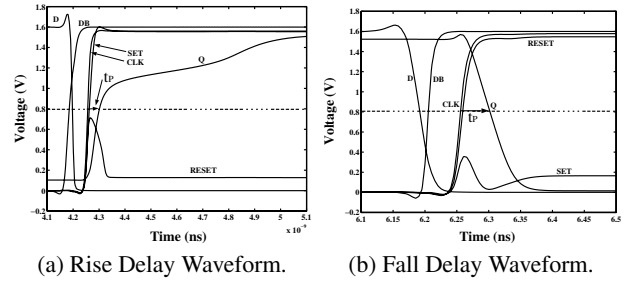 D
DB
SET
CLK
Q
tP
RESET
Voltage (V)
1.8
1.6
1.4
1.2
1.0
0.8
0.6
0.4
0.2
0
-0.2
4.1
4.2
4.3
4.4
4.5
4.6
4.7
4.8
4.9
5.0
5.1
Time (ns)
x 10⁻⁹
(a) Rise Delay Waveform.
RESET
D
DB
Q
CLK
tP
SET
Voltage (V)
1.8
1.6
1.4
1.2
1.0
0.8
0.6
0.4
0.2
0
-0.2
6.1
6.15
6.2
6.25
6.3
6.35
6.4
6.45
6.5
Time (ns)
(b) Fall Delay Waveform.